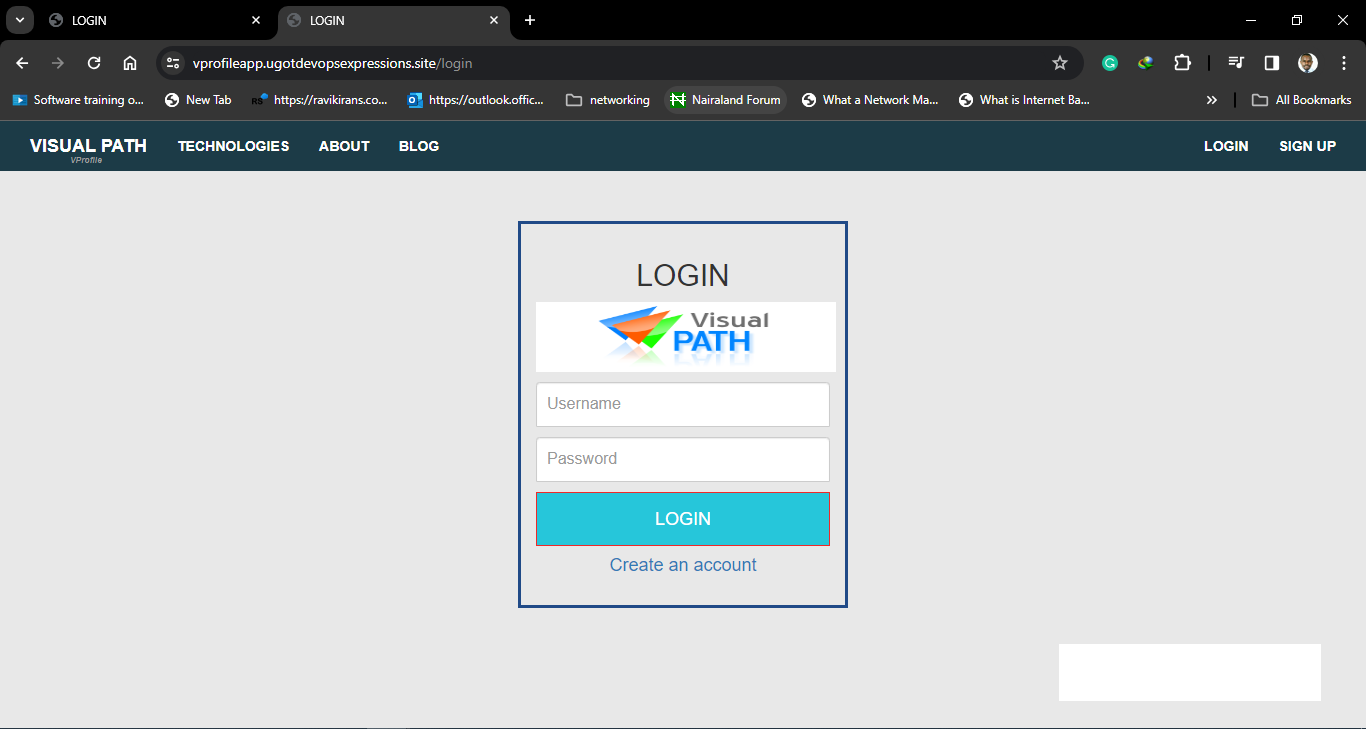 LOGIN
LOGIN
vprofileapp.ugotdevopsexpressions.site/login
Software training o...
New Tab
RS
https://ravikirans.co...
https://outlook.offic...
networking
Nairaland Forum
What a Network Ma...
What is Internet Ba...
All Bookmarks
VISUAL PATH
VProfile
TECHNOLOGIES
ABOUT
BLOG
LOGIN
SIGN UP
LOGIN
Visual
PATH
Username
Password
LOGIN
Create an account